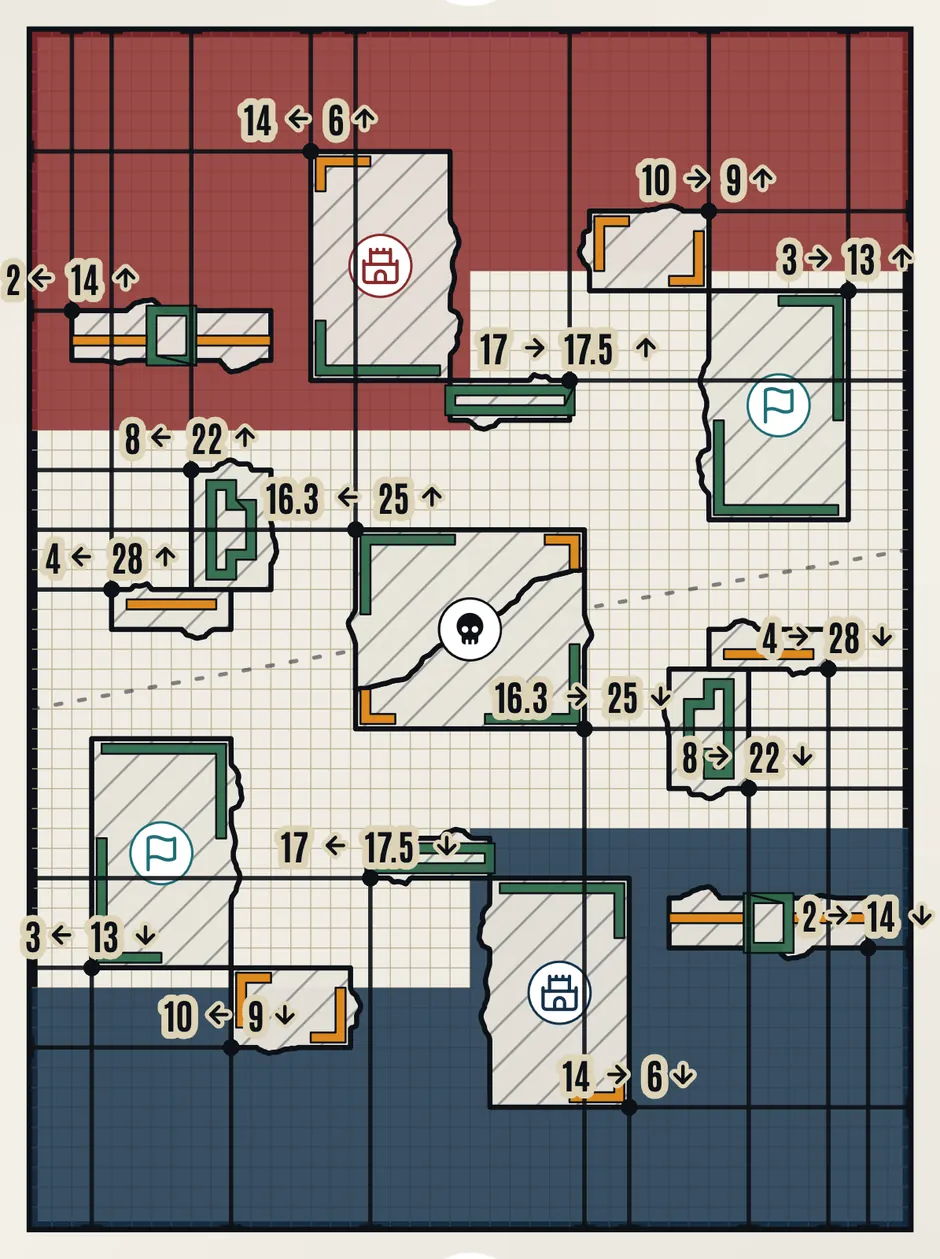 14 ← 6 ↑
10 → 9 ↑
3 → 13 ↑
2 ← 14 ↑
17 → 17.5 ↑
8 ← 22 ↑
16.3 ← 25 ↑
4 ← 28 ↑
4 → 28 ↓
16.3 → 25 ↓
8 → 22 ↓
17 ← 17.5 ↓
2 → 14 ↓
3 ← 13 ↓
10 ← 9 ↓
14 → 6 ↓